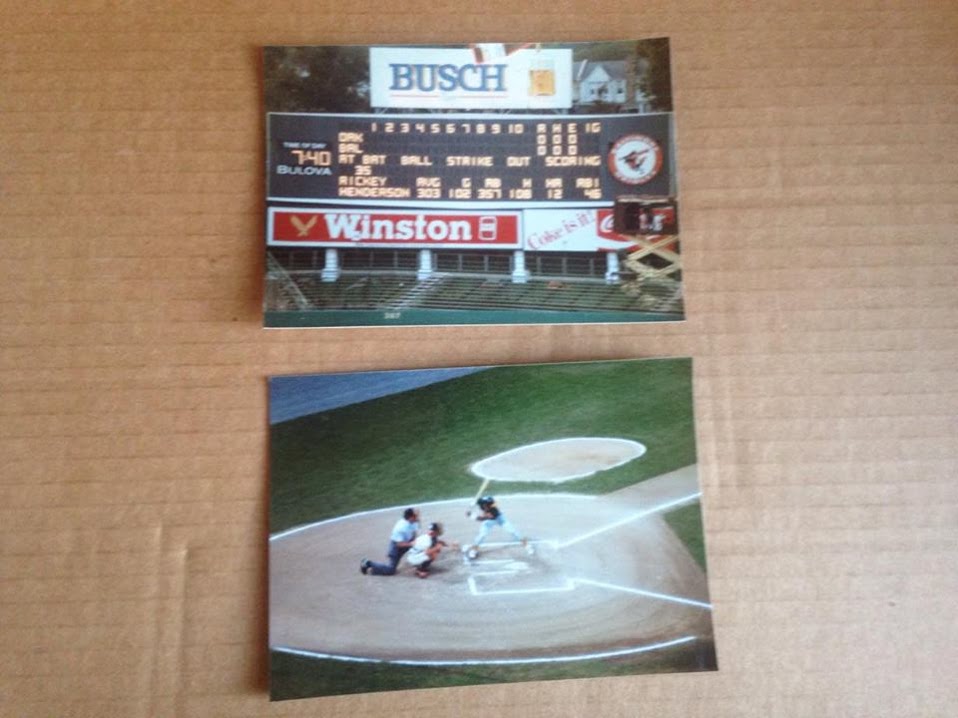 BUSCH
1 2 3 4 5 6 7 8 9 10 R H E IG
OAK 0 0 0
BAL 0 0 0
TIME OF DAY
7:40
BULOVA
AT BAT BALL STRIKE OUT SCORING
35
RICKEY AVG G AB H HR RBI
HENDERSON 303 102 357 108 12 46
Winston
Coke is it!
387